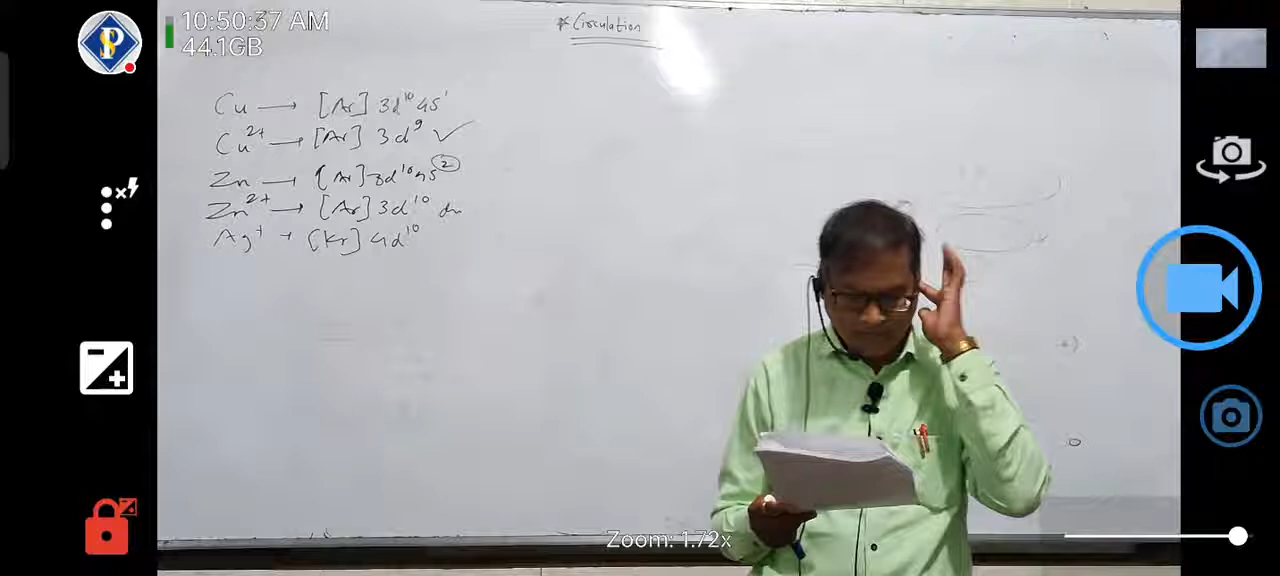 10:50:37 AM
44.1GB
* Circulation
Cu → [Ar] 3d¹⁰ 4s¹
Cu²⁺ → [Ar] 3d⁹ ✓
Zn → [Ar] 3d¹⁰ 4s²
Zn²⁺ → [Ar] 3d¹⁰
Ag⁺ → [Kr] 4d¹⁰
Zoom: 1.72x